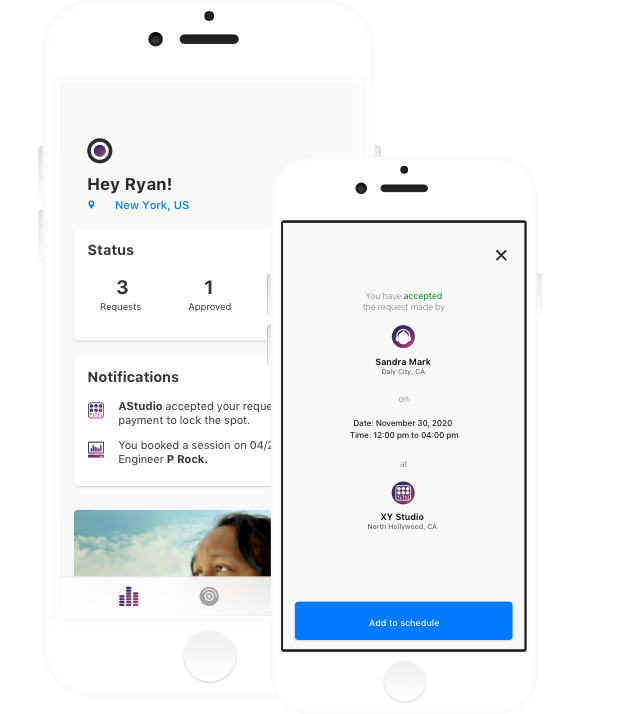 Hey Ryan!
New York, US
Status
3
1
Requests
Approved
Notifications
AStudio accepted your reque
payment to lock the spot.
You booked a session on 04/2
Engineer P Rock.
You have accepted
the request made by
Sandra Mark
Daly City, CA
on
Date: November 30, 2020
Time: 12:00 pm to 04:00 pm
at
XY Studio
North Hollywood, CA
Add to schedule